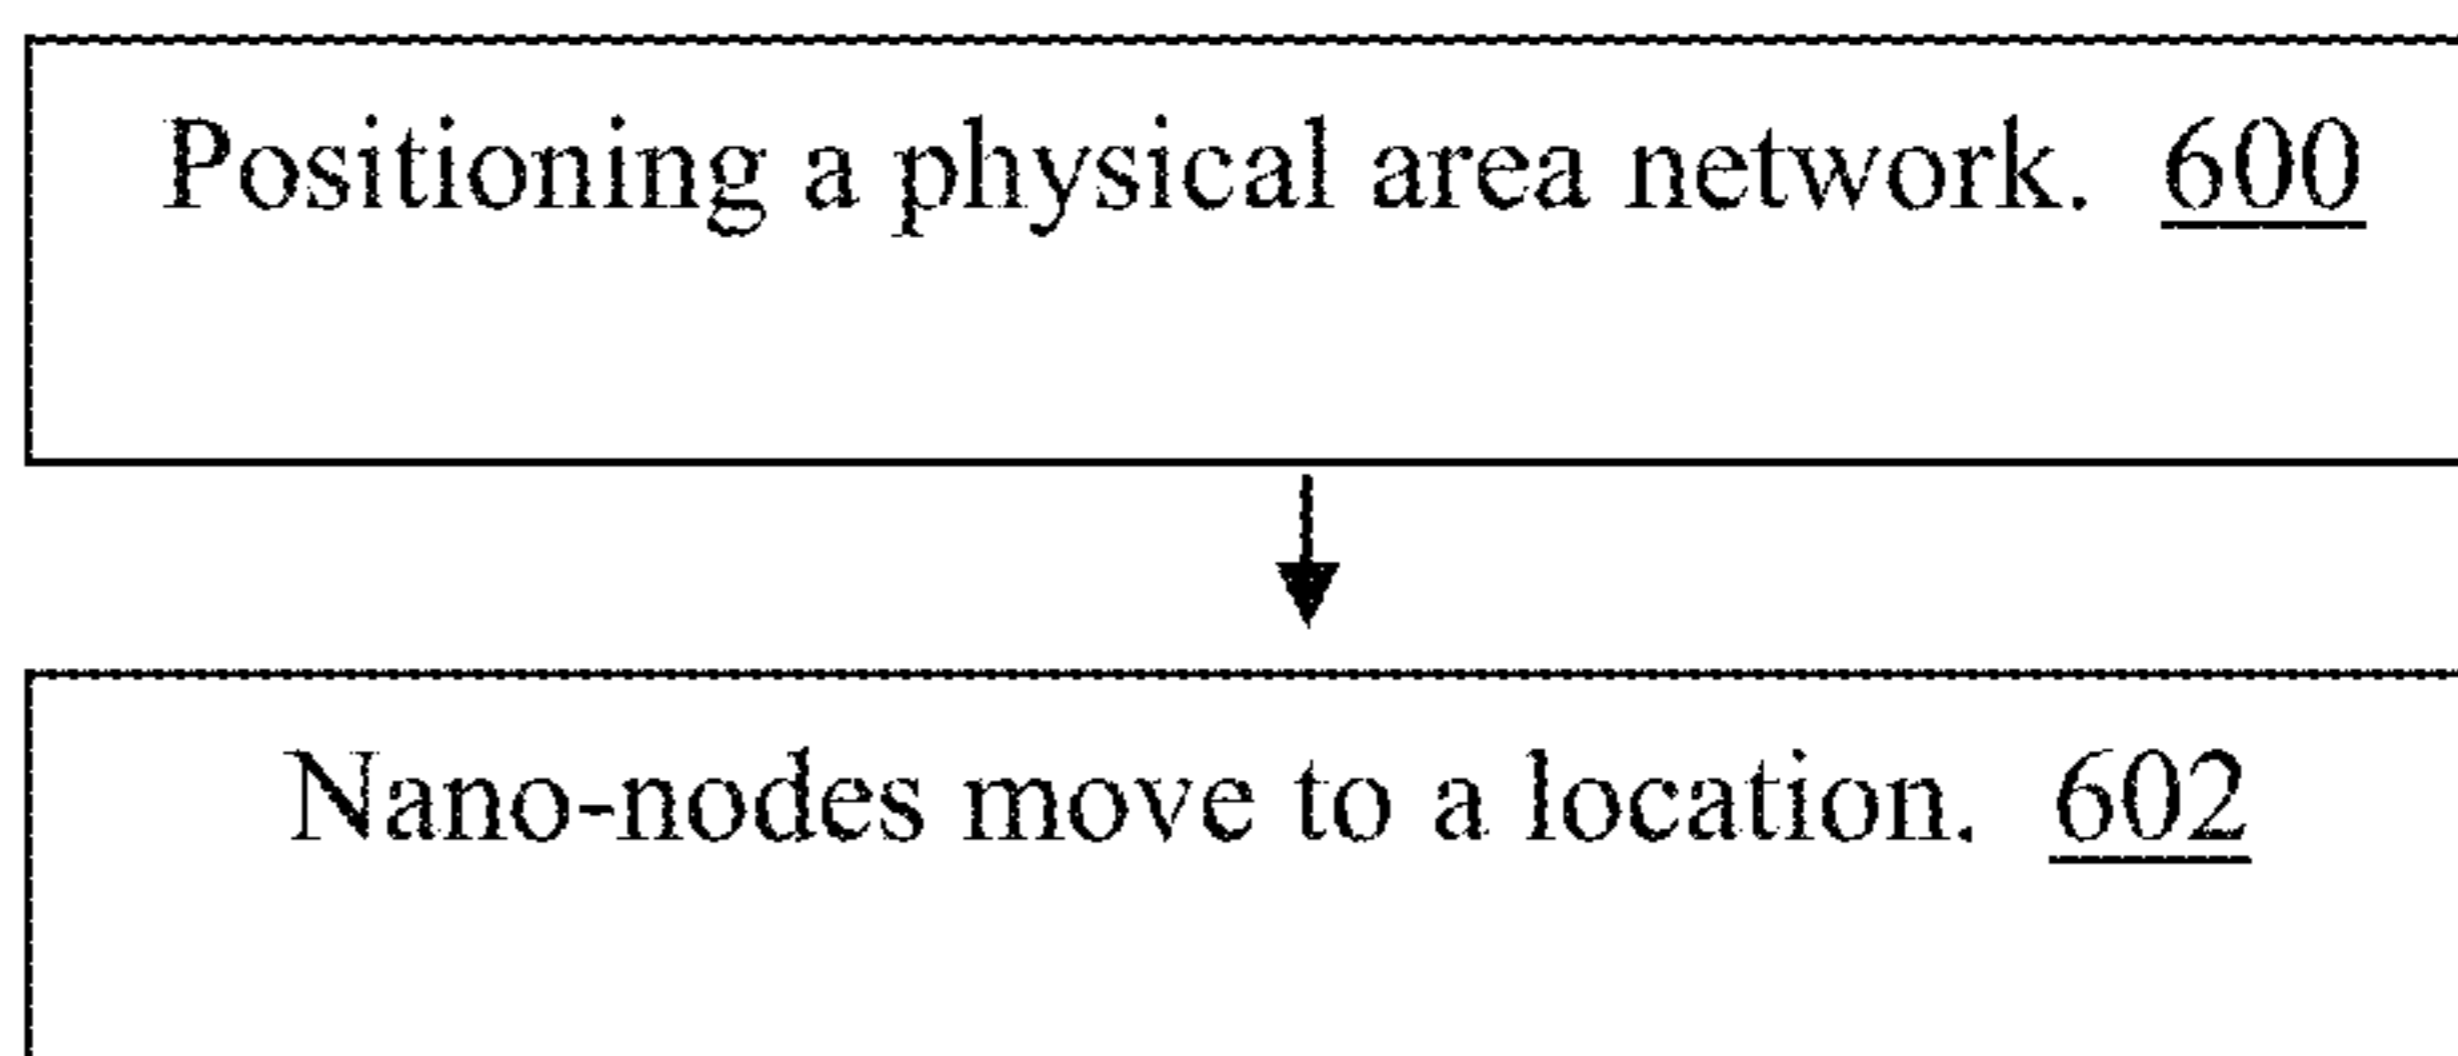 Positioning a physical area network. 600
Nano-nodes move to a location. 602